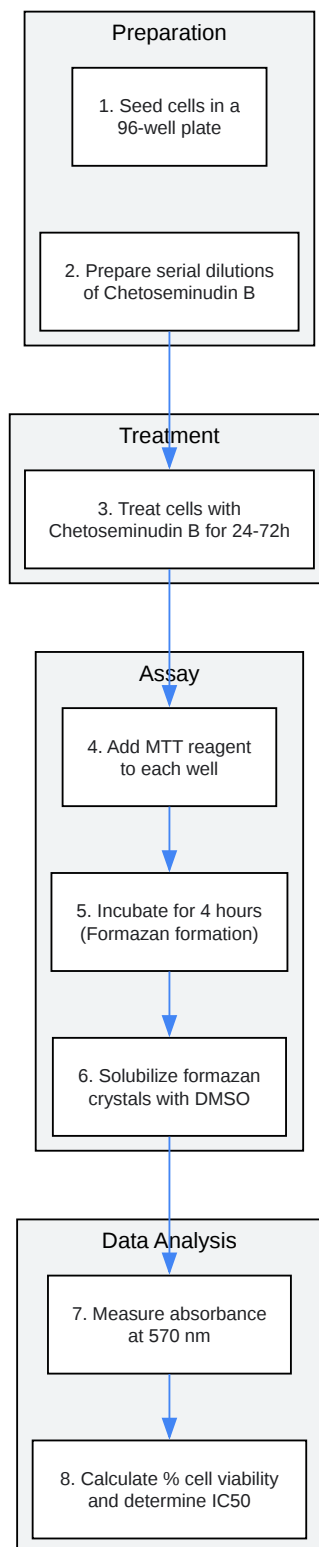 Preparation
1. Seed cells in a
96-well plate
2. Prepare serial dilutions
of Chetoseminudin B
Treatment
3. Treat cells with
Chetoseminudin B for 24-72h
Assay
4. Add MTT reagent
to each well
5. Incubate for 4 hours
(Formazan formation)
6. Solubilize formazan
crystals with DMSO
Data Analysis
7. Measure absorbance
at 570 nm
8. Calculate % cell viability
and determine IC50